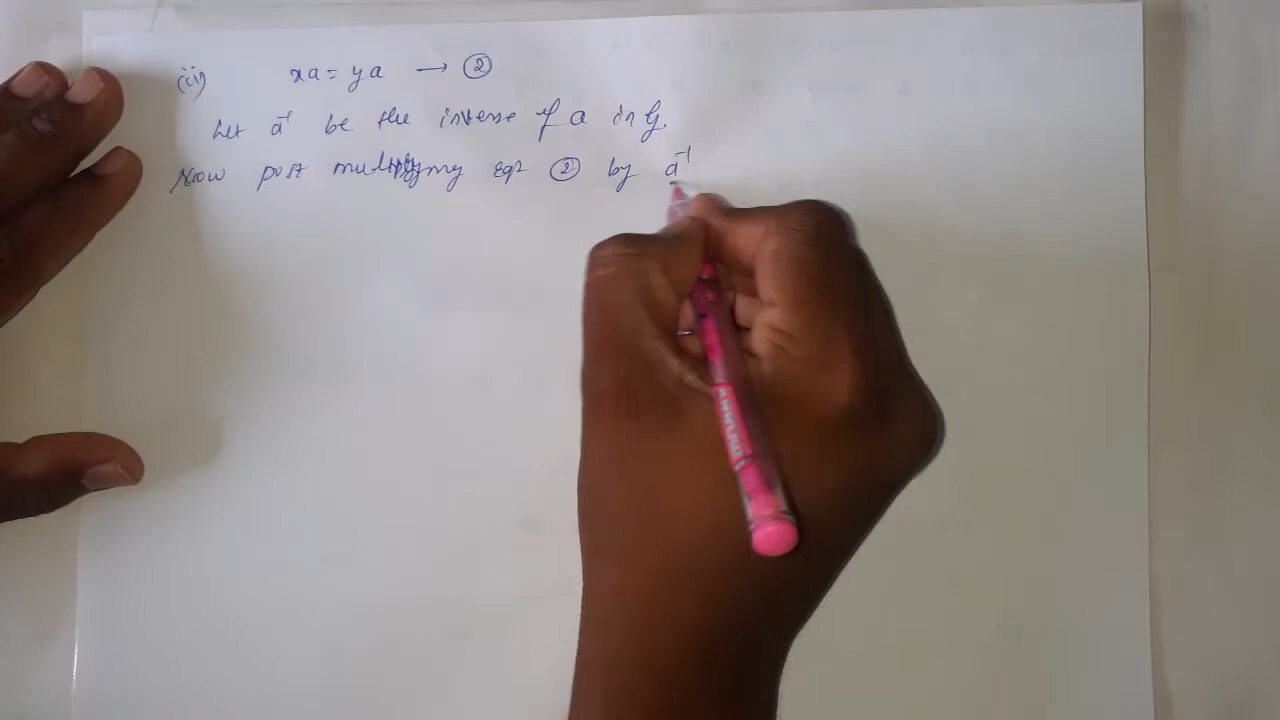 (ii) xa = ya → ②
Let a⁻¹ be the inverse of a in G.
Now post multiplying eqn ② by a⁻¹